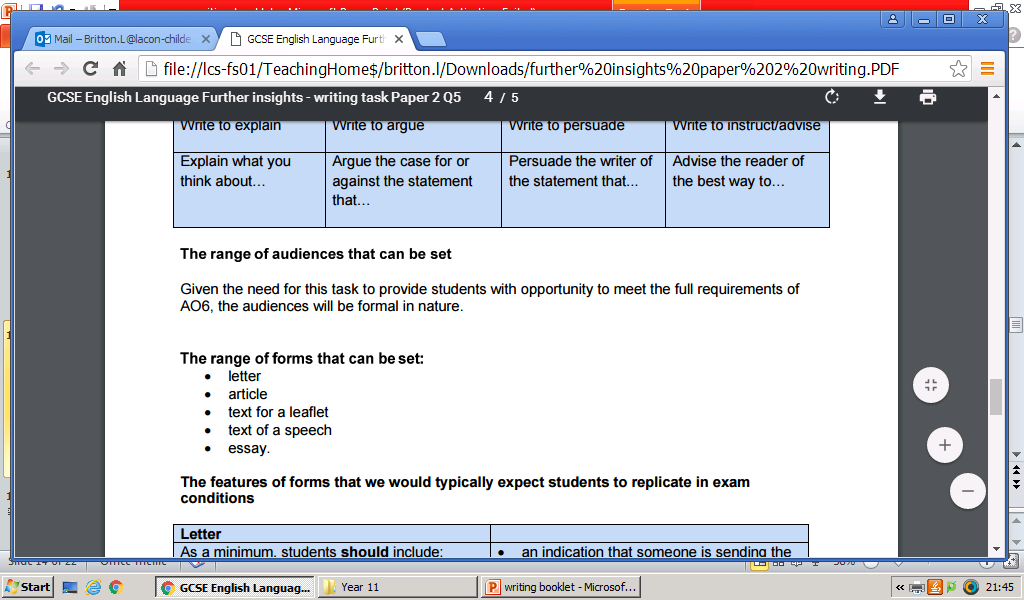 Mail – Britton.L@lacon-childe
GCSE English Language Furth
file://lcs-fs01/TeachingHome$/britton.l/Downloads/further%20insights%20paper%202%20writing.PDF
GCSE English Language Further insights - writing task Paper 2 Q5 4 / 5
Write to explain Write to argue Write to persuade Write to instruct/advise
Explain what you Argue the case for or Persuade the writer of Advise the reader of
think about… against the statement the statement that... the best way to…
that…
The range of audiences that can be set
Given the need for this task to provide students with opportunity to meet the full requirements of
AO6, the audiences will be formal in nature.
The range of forms that can be set:
• letter
• article
• text for a leaflet
• text of a speech
• essay.
The features of forms that we would typically expect students to replicate in exam
conditions
Letter
As a minimum, students should include: • an indication that someone is sending the
Start GCSE English Languag... Year 11 writing booklet - Microsof... 21:45